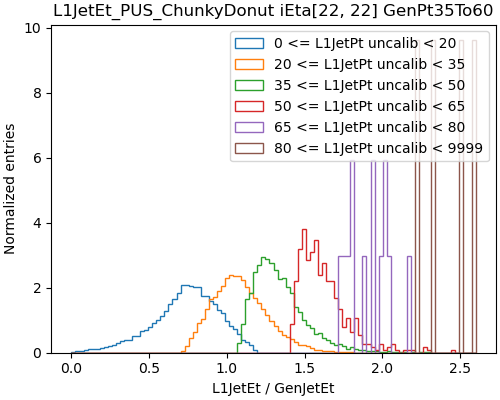 L1JetEt_PUS_ChunkyDonut iEta[22, 22] GenPt35To60
10
8
6
4
2
0
Normalized entries
0 <= L1JetPt uncalib < 20
20 <= L1JetPt uncalib < 35
35 <= L1JetPt uncalib < 50
50 <= L1JetPt uncalib < 65
65 <= L1JetPt uncalib < 80
80 <= L1JetPt uncalib < 9999
0.0 0.5 1.0 1.5 2.0 2.5
L1JetEt / GenJetEt